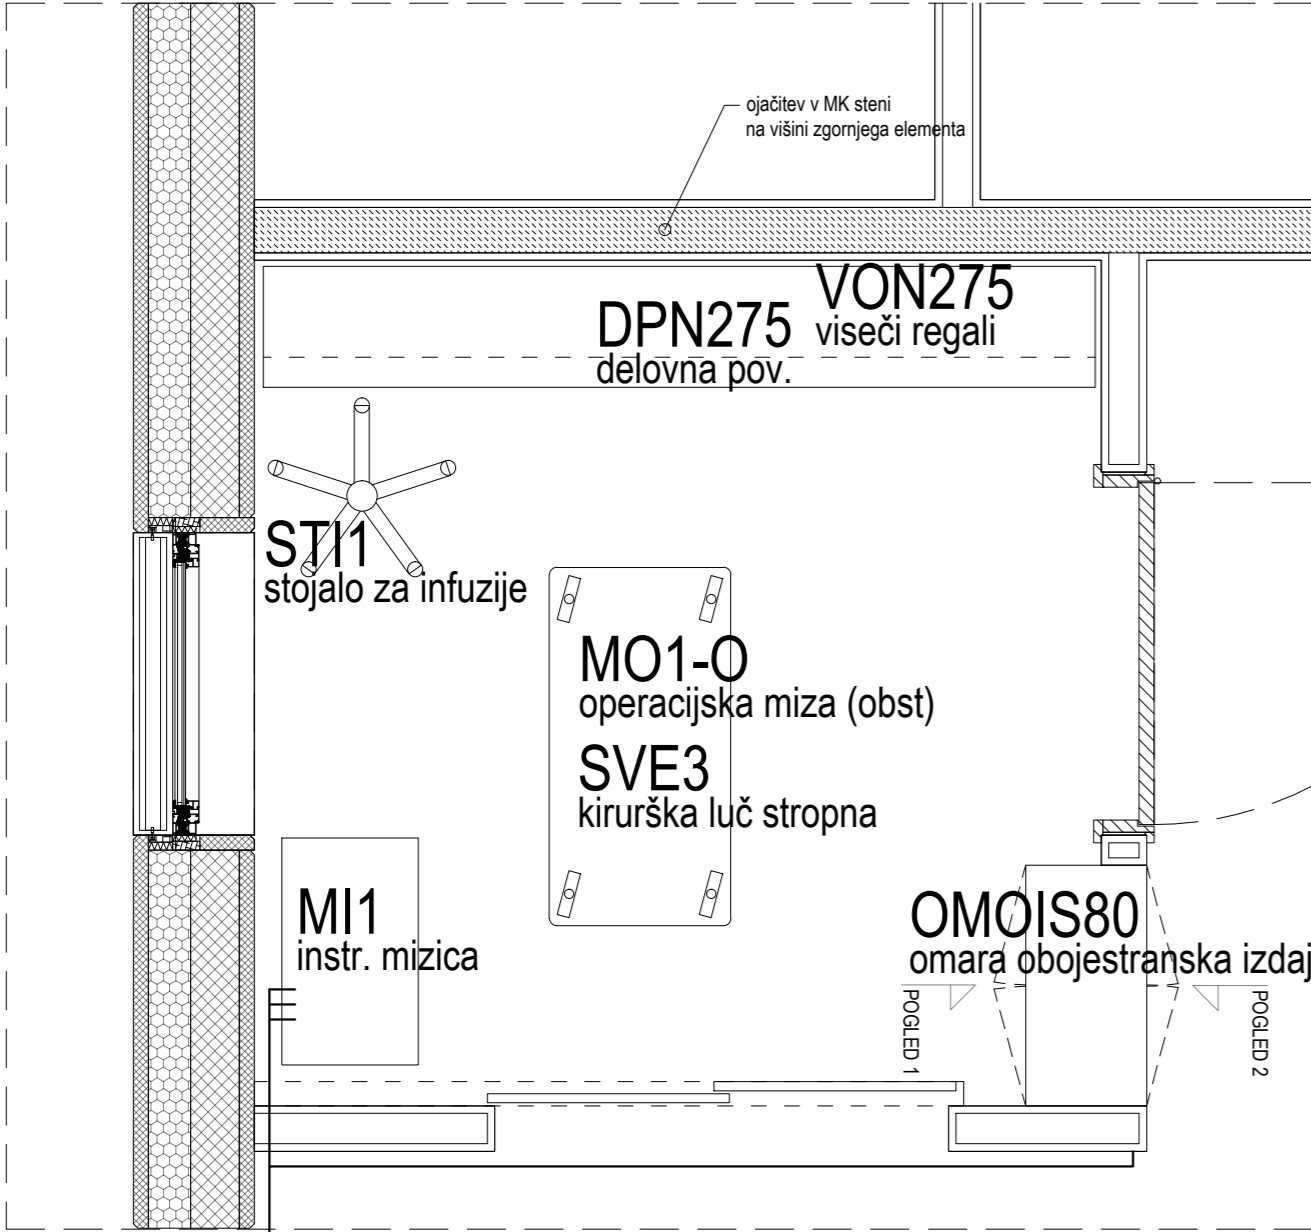 ojačitev v MK steni
na višini zgornjega elementa
VON275
viseči regali
DPN275
delovna pov.
STI1
stojalo za infuzije
MO1-O
operacijska miza (obst)
SVE3
kirurška luč stropna
MI1
instr. mizica
OMOIS80
omara obojestranska izdaj
POGLED 1
POGLED 2